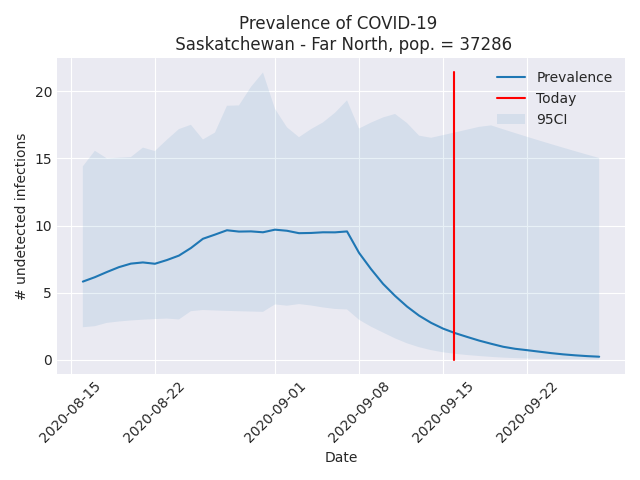 Prevalence of COVID-19
Saskatchewan - Far North, pop. = 37286
Prevalence
Today
95CI
# undetected infections
20
15
10
5
0
2020-08-15
2020-08-22
2020-09-01
2020-09-08
2020-09-15
2020-09-22
Date